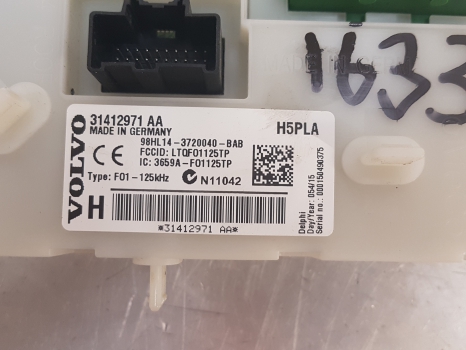 1633
VOLVO
31412971 AA
MADE IN GERMANY
H5PLA
98HL14-3720040-BAB
FCCID: LTQFO1125TP
IC: 3659A-FO1125TP
Type: FO1-125kHz
N11042
H
*31412971 AA*
Delphi
Day/Year: 054/15
Serial no.: 000150490375